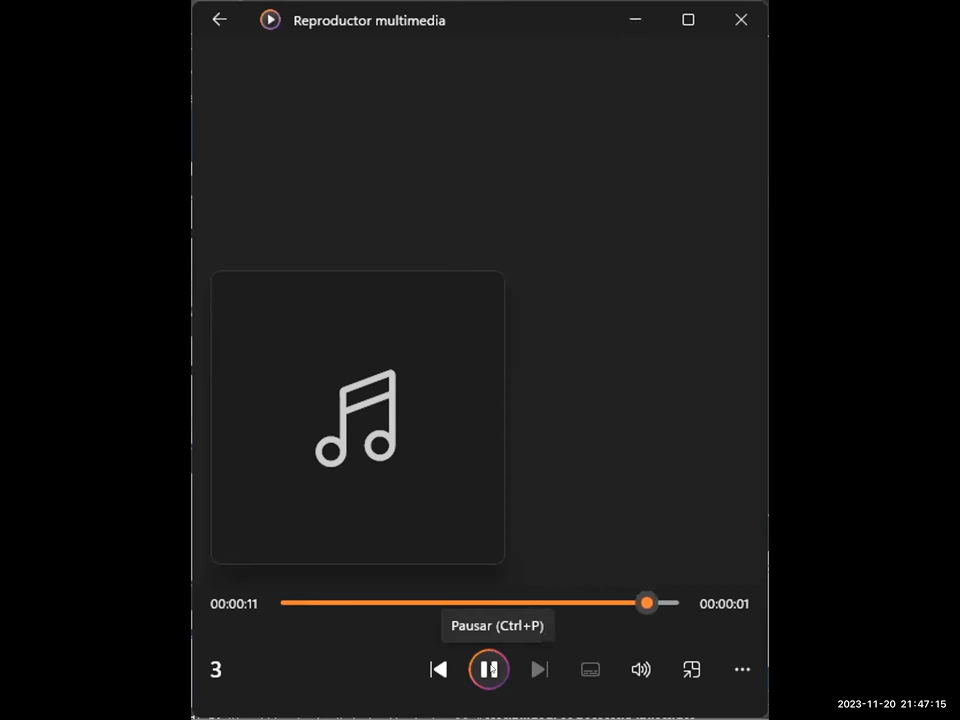 Reproductor multimedia
00:00:11
00:00:01
Pausar (Ctrl+P)
3
2023-11-20 21:47:15